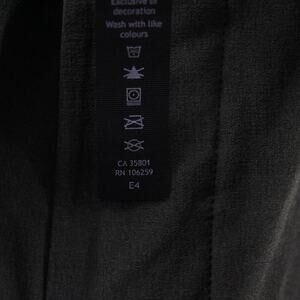 Exclusive of
decoration
Wash with like
colours
CA 35801
RN 106259
E4